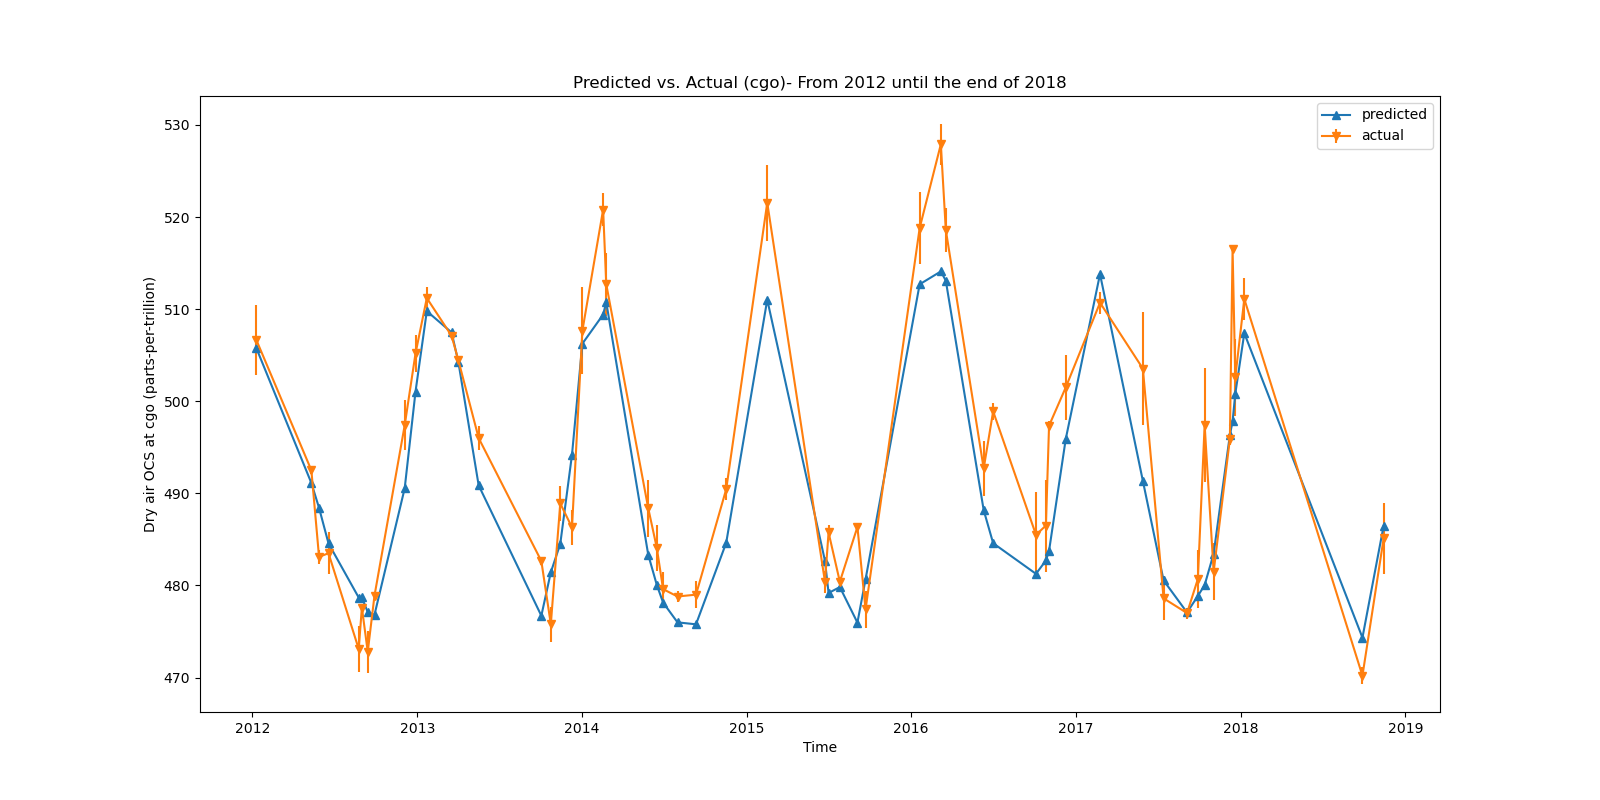 Predicted vs. Actual (cgo)- From 2012 until the end of 2018
predicted
actual
530
520
510
500
490
480
470
Dry air OCS at cgo (parts-per-trillion)
2012 2013 2014 2015 2016 2017 2018 2019
Time